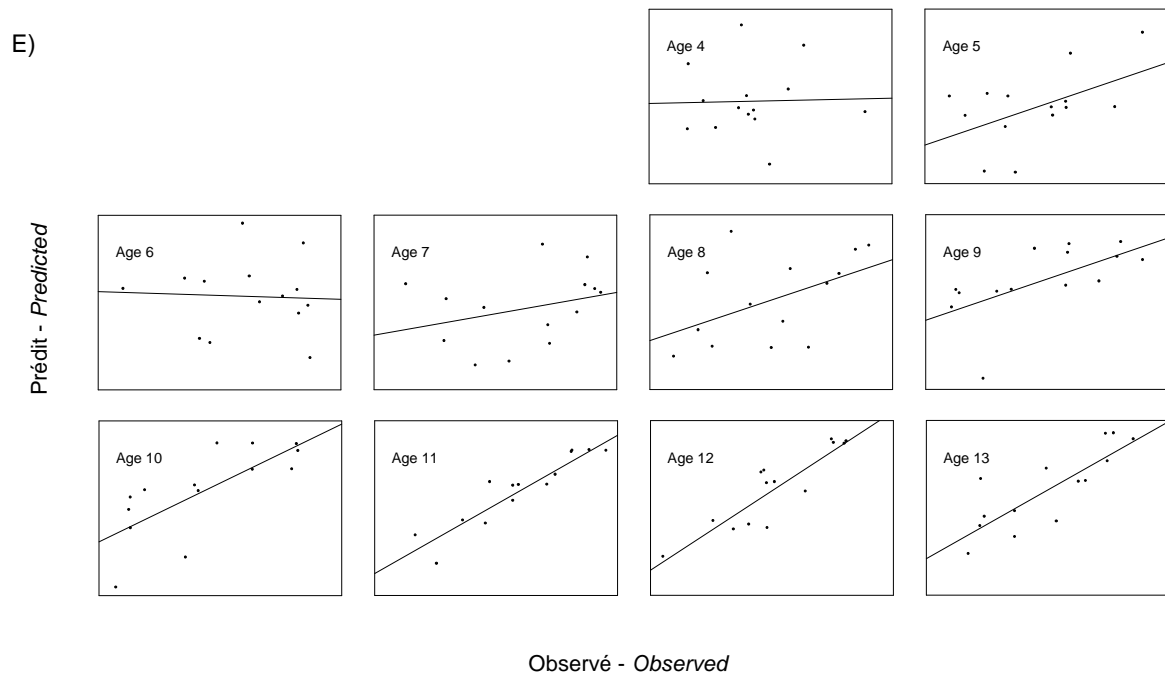 E)
Age 4
Age 5
Age 6
Age 7
Age 8
Age 9
Age 10
Age 11
Age 12
Age 13
Prédit - Predicted
Observé - Observed